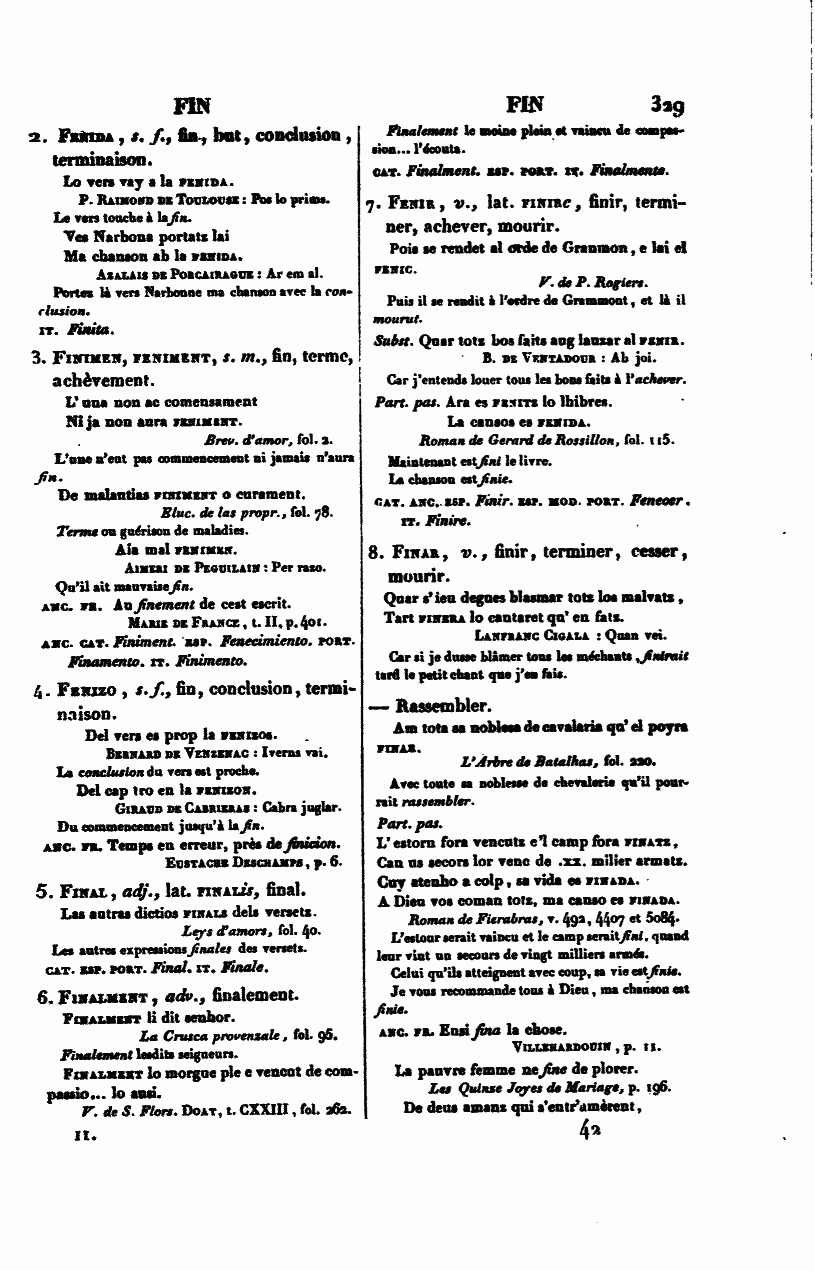 FIN
2. FENIDA, s. f., fin, but, conclusion,
terminaison.
Lo vers vay a la FENIDA.
P. RAIMOND DE TOULOUSE : Pos lo prims.
Le vers touche à la fin.
Ves Narbona portatz lai
Ma chanson ab la FENIDA.
AZALAIS DE PORCAIRAGUE : Ar em al.
Portez là vers Narbonne ma chanson avec la con-
clusion.
IT. Finita.
3. FINIMEN, FENIMENT, s. m., fin, terme,
achèvement.
L' una non ac comensament
Ni ja non aura FENIMENT.
Brev. d'amor, fol. 2.
L'une n'eut pas commencement ni jamais n'aura
fin.
De malautias FINIMENT o curament.
Eluc. de las propr., fol. 78.
Terme ou guérison de maladies.
Aia mal FENIMEN.
AIMERI DE PEGUILAIN : Per razo.
Qu'il ait mauvaise fin.
ANC. FR. Au finement de cest escrit.
MARIE DE FRANCE, t. II, p. 401.
ANC. CAT. Finiment. ESP. Fenecimiento. PORT.
Finamento. IT. Finimento.
4. FENIZO, s. f., fin, conclusion, termi-
naison.
Del vers es prop la FENIZOS.
BERNARD DE VENZENAC : Iverns vai.
La conclusion du vers est proche.
Del cap tro en la FENIZON.
GIRAUD DE CABRIERAS : Cabra juglar.
Du commencement jusqu'à la fin.
ANC. FR. Temps en erreur, près de finicion.
EUSTACHE DESCHAMPS, p. 6.
5. FINAL, adj., lat. FINALis, final.
Las autras dictios FINALS dels versetz.
Leys d'amors, fol. 40.
Les autres expressions finales des versets.
CAT. ESP. PORT. Final. IT. Finale.
6. FINALMENT, adv., finalement.
FINALMENT li dit senhor.
La Crusca provenzale, fol. 96.
Finalement lesdits seigneurs.
FINALMENT lo morgue ple e vencut de com-
passio... lo ausi.
V. de S. Flors. DOAT, t. CXXIII, fol. 262.
II.
FIN 329
Finalement le moine plein et vaincu de compas-
sion... l'écouta.
CAT. Finalment. ESP. PORT. IT. Finalmente.
7. FENIR, v., lat. FINIRe, finir, termi-
ner, achever, mourir.
Pois se rendet al orde de Granmon, e lai el
FENIC.
V. de P. Rogiers.
Puis il se rendit à l'ordre de Grammont, et là il
mourut.
Subst. Quar totz bos faits aug lauzar al FENIR.
B. DE VENTADOUR : Ab joi.
Car j'entends louer tous les bons faits à l'achever.
Part. pas. Ara es FENITZ lo lhibres.
La cansos es FENIDA.
Roman de Gerard de Rossillon, fol. 115.
Maintenant est fini le livre.
La chanson est finie.
CAT. ANC. ESP. Finir. ESP. MOD. PORT. Fenecer.
IT. Finire.
8. FINAR, v., finir, terminer, cesser,
mourir.
Quar s'ieu degues blasmar totz los malvatz,
Tart FINERA lo cantaret qu' en fatz.
LANFRANC CIGALA : Quan vei.
Car si je dusse blâmer tous les méchants, finirait
tard le petit chant que j'en fais.
— Rassembler.
Am tota sa noblesa de cavalaria qu' el poyra
FINAR.
L'Arbre de Batalhas, fol. 220.
Avec toute sa noblesse de chevalerie qu'il pour-
rait rassembler.
Part. pas.
L' estorn fora vencutz e'l camp fora FINATZ,
Can us secors lor venc de .XX. milier armatz.
Cuy atenho a colp, sa vida es FINADA.
A Dieu vos coman totz, ma canso es FINADA.
Roman de Fierabras, v. 492, 4407 et 5084.
L'estour serait vaincu et le camp serait fini, quand
leur vint un secours de vingt milliers armés.
Celui qu'ils atteignent avec coup, sa vie est finie.
Je vous recommande tous à Dieu, ma chanson est
finie.
ANC. FR. Ensi fina la chose.
VILLEHARDOUIN, p. 11.
La pauvre femme ne fine de plorer.
Les Quinze Joyes de Mariage, p. 196.
De deus amans qui s'entr'amèrent,
42